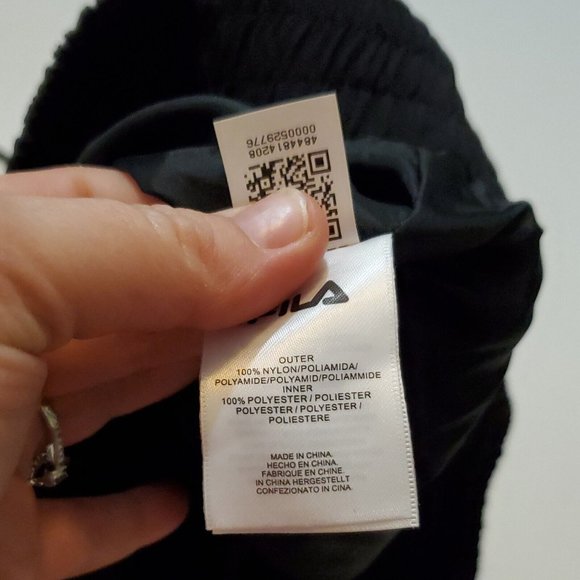 4844814208
0000529776
FILA
OUTER
100% NYLON/POLIAMIDA/
POLYAMIDE/POLYAMID/POLIAMMIDE
INNER
100% POLYESTER / POLIESTER
POLYESTER / POLYESTER /
POLIESTERE
MADE IN CHINA.
HECHO EN CHINA.
FABRIQUE EN CHINE
IN CHINA HERGESTELLT
CONFEZIONATO IN CINA